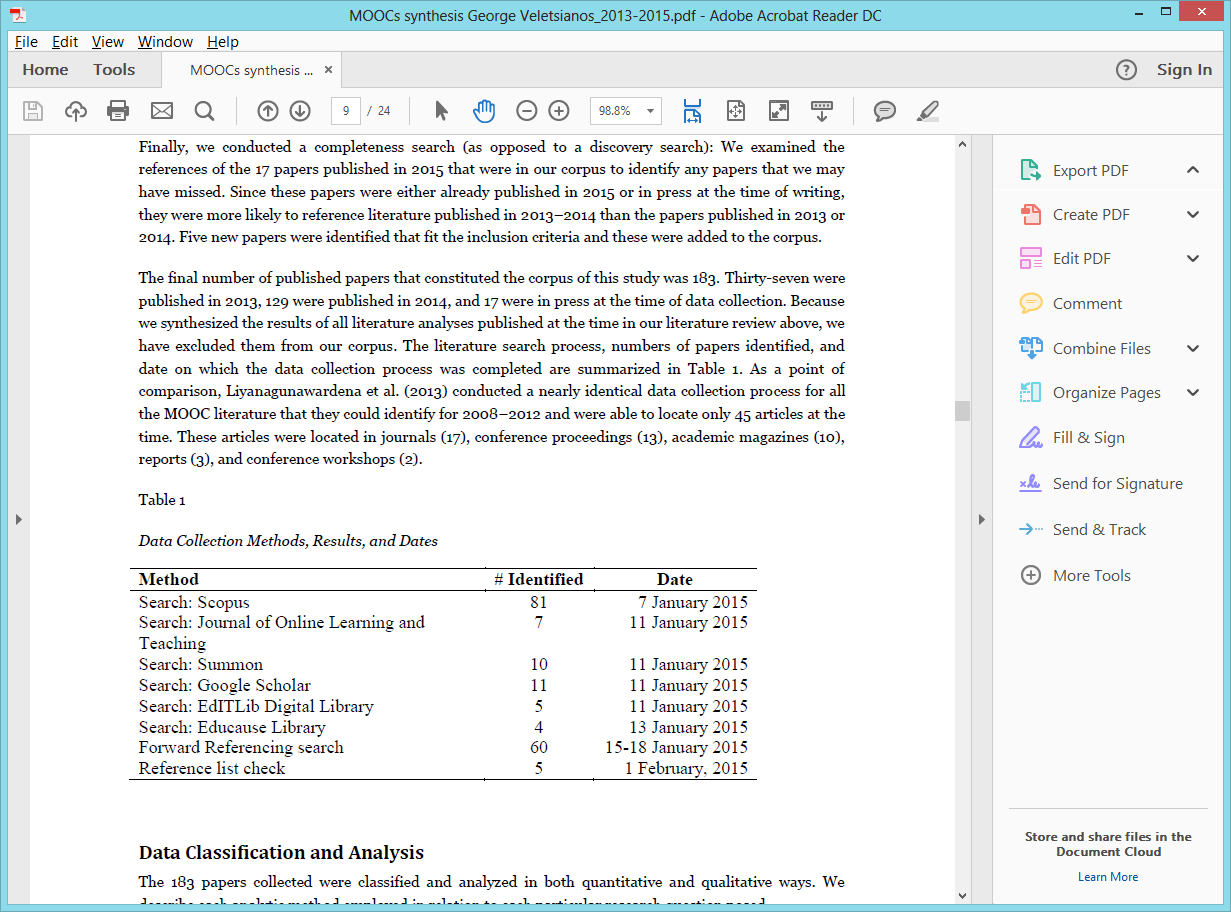 MOOCs synthesis George Veletsianos_2013-2015.pdf - Adobe Acrobat Reader DC
File Edit View Window Help
Home Tools MOOCs synthesis ... × ? Sign In
9 / 24 98.8%
Finally, we conducted a completeness search (as opposed to a discovery search): We examined the
references of the 17 papers published in 2015 that were in our corpus to identify any papers that we may
have missed. Since these papers were either already published in 2015 or in press at the time of writing,
they were more likely to reference literature published in 2013–2014 than the papers published in 2013 or
2014. Five new papers were identified that fit the inclusion criteria and these were added to the corpus.
The final number of published papers that constituted the corpus of this study was 183. Thirty-seven were
published in 2013, 129 were published in 2014, and 17 were in press at the time of data collection. Because
we synthesized the results of all literature analyses published at the time in our literature review above, we
have excluded them from our corpus. The literature search process, numbers of papers identified, and
date on which the data collection process was completed are summarized in Table 1. As a point of
comparison, Liyanagunawardena et al. (2013) conducted a nearly identical data collection process for all
the MOOC literature that they could identify for 2008–2012 and were able to locate only 45 articles at the
time. These articles were located in journals (17), conference proceedings (13), academic magazines (10),
reports (3), and conference workshops (2).
Table 1
Data Collection Methods, Results, and Dates
Method # Identified Date
Search: Scopus 81 7 January 2015
Search: Journal of Online Learning and 7 11 January 2015
Teaching
Search: Summon 10 11 January 2015
Search: Google Scholar 11 11 January 2015
Search: EdITLib Digital Library 5 11 January 2015
Search: Educause Library 4 13 January 2015
Forward Referencing search 60 15-18 January 2015
Reference list check 5 1 February, 2015
Data Classification and Analysis
The 183 papers collected were classified and analyzed in both quantitative and qualitative ways. We
describe each analytic method employed in relation to each particular research question posed.
Export PDF
Create PDF
Edit PDF
Comment
Combine Files
Organize Pages
Fill & Sign
Send for Signature
Send & Track
More Tools
Store and share files in the
Document Cloud
Learn More